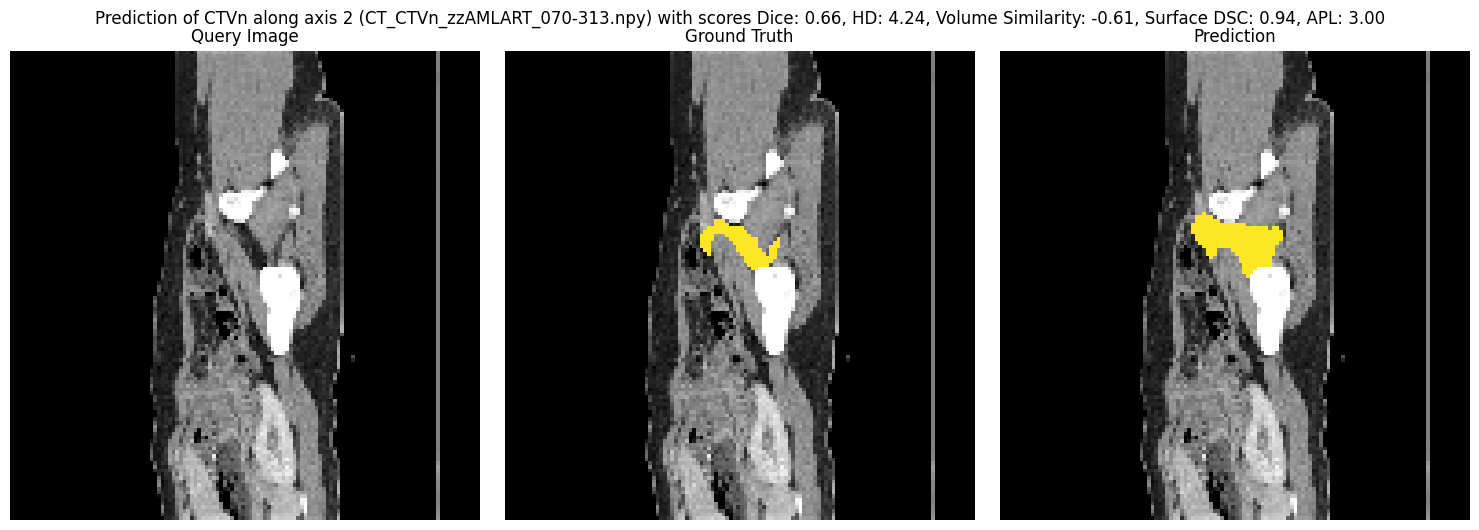 Prediction of CTVn along axis 2 (CT_CTVn_zzAMLART_070-313.npy) with scores Dice: 0.66, HD: 4.24, Volume Similarity: -0.61, Surface DSC: 0.94, APL: 3.00
Query Image
Ground Truth
Prediction